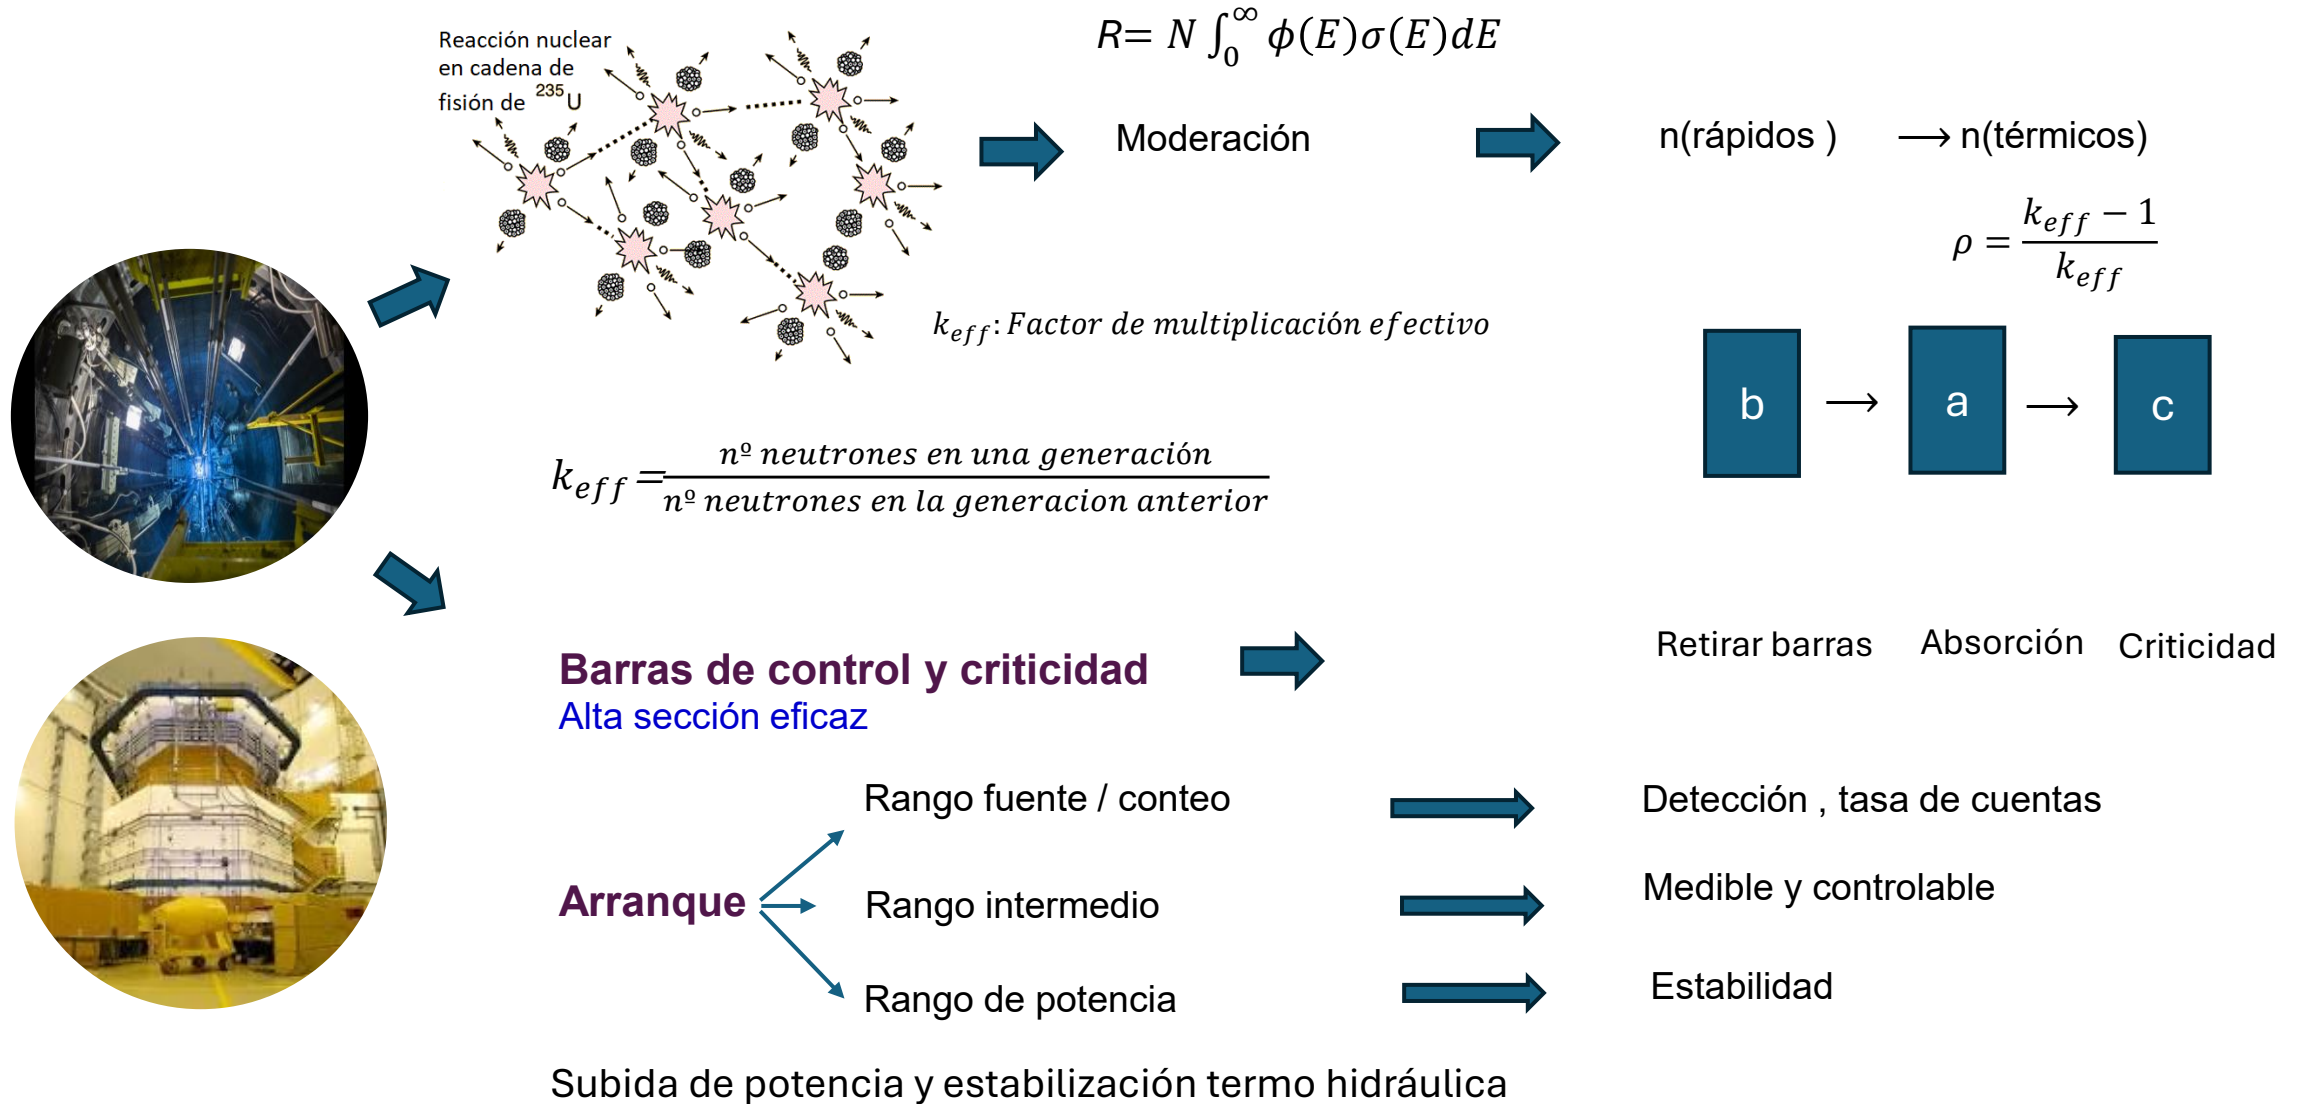 Reacción nuclear
en cadena de
fisión de ²³⁵U
R= N ∫₀^∞ ϕ(E)σ(E)dE
Moderación
n(rápidos ) ⟶ n(térmicos)
ρ = (k_eff − 1)/k_eff
k_eff: Factor de multiplicación efectivo
b ⟶ a ⟶ c
k_eff = nº neutrones en una generación
nº neutrones en la generacion anterior
Barras de control y criticidad
Alta sección eficaz
Retirar barras Absorción Criticidad
Rango fuente / conteo
Detección , tasa de cuentas
Arranque
Rango intermedio
Medible y controlable
Rango de potencia
Estabilidad
Subida de potencia y estabilización termo hidráulica